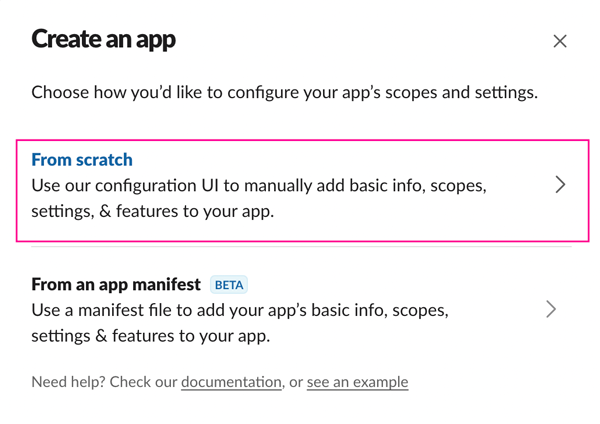 Create an app
Choose how you’d like to configure your app’s scopes and settings.
From scratch
Use our configuration UI to manually add basic info, scopes,
settings, & features to your app.
From an app manifest BETA
Use a manifest file to add your app’s basic info, scopes,
settings & features to your app.
Need help? Check our documentation, or see an example